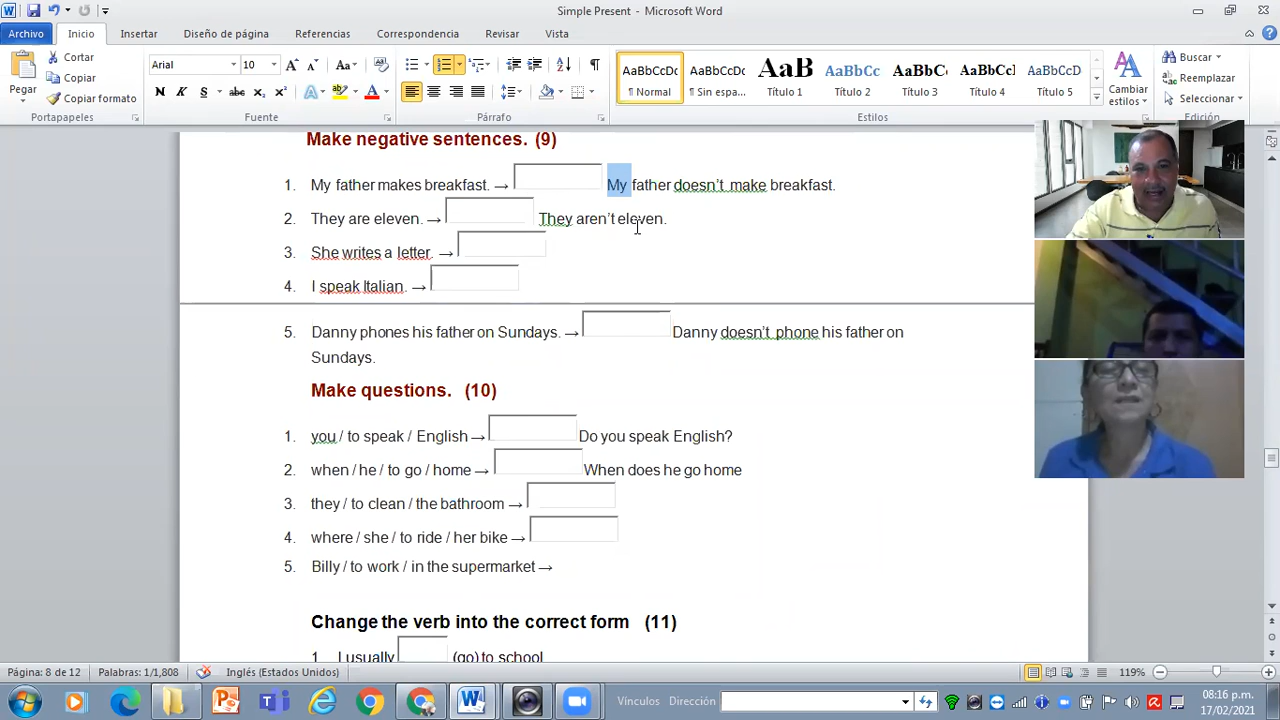 Simple Present - Microsoft Word
Archivo Inicio Insertar Diseño de página Referencias Correspondencia Revisar Vista
Pegar Cortar Copiar Copiar formato
Arial 10
N K S abc x₂ x² A A
AaBbCcDc AaBbCcDc AaB AaBbCc AaBbCc AaBbCc AaBbCcD
¶ Normal ¶ Sin espa... Título 1 Título 2 Título 3 Título 4 Título 5
Cambiar estilos
Buscar
Reemplazar
Seleccionar
Portapapeles Fuente Párrafo Estilos Edición
Make negative sentences. (9)
1. My father makes breakfast. → My father doesn’t make breakfast.
2. They are eleven. → They aren’t eleven.
3. She writes a letter. →
4. I speak Italian. →
5. Danny phones his father on Sundays. → Danny doesn’t phone his father on
Sundays.
Make questions. (10)
1. you / to speak / English → Do you speak English?
2. when / he / to go / home → When does he go home
3. they / to clean / the bathroom →
4. where / she / to ride / her bike →
5. Billy / to work / in the supermarket →
Change the verb into the correct form (11)
1. I usually (go) to school
Página: 8 de 12 Palabras: 1/1,808 Inglés (Estados Unidos) 119%
Vínculos Dirección 08:16 p.m.
17/02/2021